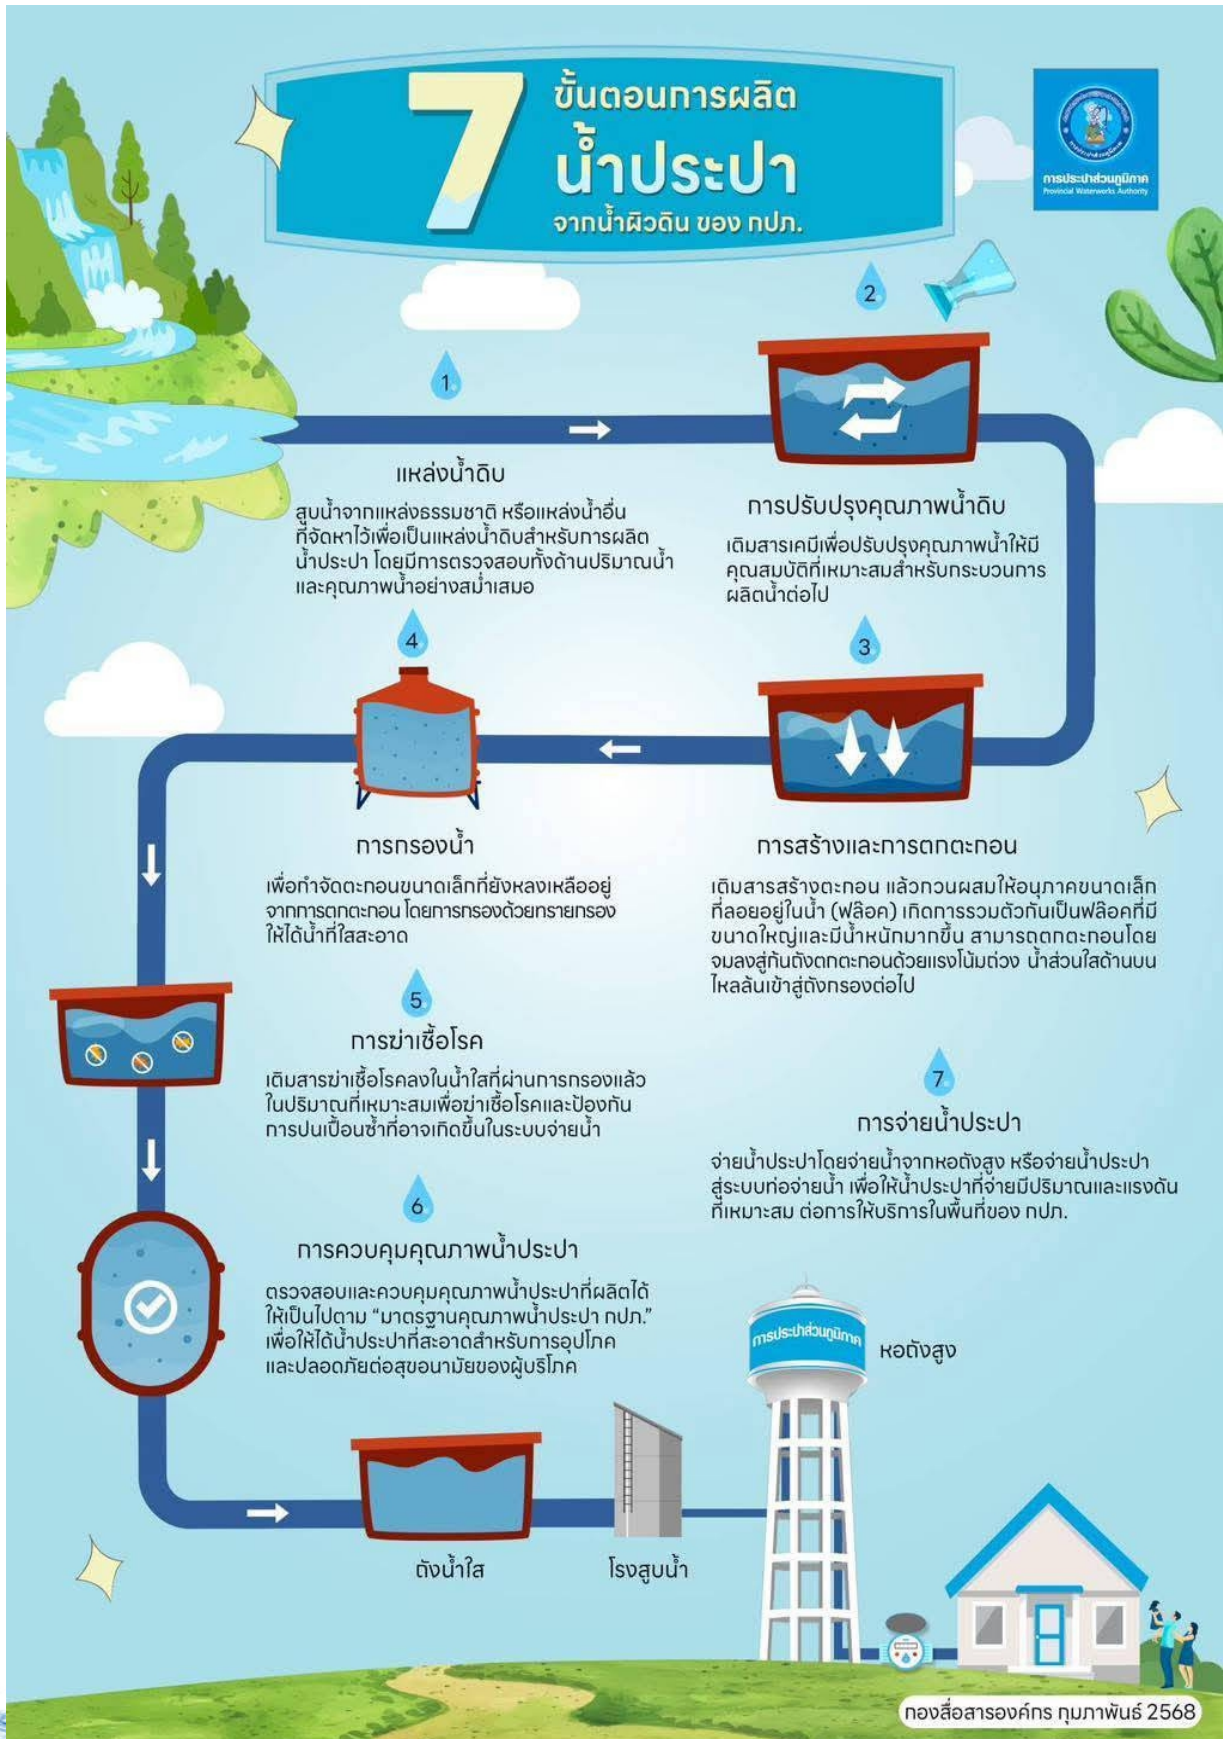 7
ขั้นตอนการผลิต
น้ำประปา
จากน้ำผิวดิน ของ กปภ.
การประปาส่วนภูมิภาค
Provincial Waterworks Authority
1.
แหล่งน้ำดิบ
สูบน้ำจากแหล่งธรรมชาติ หรือแหล่งน้ำอื่น
ที่จัดหาไว้เพื่อเป็นแหล่งน้ำดิบสำหรับการผลิต
น้ำประปา โดยมีการตรวจสอบทั้งด้านปริมาณน้ำ
และคุณภาพน้ำอย่างสม่ำเสมอ
2.
การปรับปรุงคุณภาพน้ำดิบ
เติมสารเคมีเพื่อปรับปรุงคุณภาพน้ำให้มี
คุณสมบัติที่เหมาะสมสำหรับกระบวนการ
ผลิตน้ำต่อไป
3.
การสร้างและการตกตะกอน
เติมสารสร้างตะกอน แล้วกวนผสมให้อนุภาคขนาดเล็ก
ที่ลอยอยู่ในน้ำ (ฟล๊อค) เกิดการรวมตัวกันเป็นฟล๊อคที่มี
ขนาดใหญ่และมีน้ำหนักมากขึ้น สามารถตกตะกอนโดย
จมลงสู่ก้นถังตกตะกอนด้วยแรงโน้มถ่วง น้ำส่วนใสด้านบน
ไหลล้นเข้าสู่ถังกรองต่อไป
4.
การกรองน้ำ
เพื่อกำจัดตะกอนขนาดเล็กที่ยังหลงเหลืออยู่
จากการตกตะกอน โดยการกรองด้วยทรายกรอง
ให้ได้น้ำที่ใสสะอาด
5.
การฆ่าเชื้อโรค
เติมสารฆ่าเชื้อโรคลงในน้ำใสที่ผ่านการกรองแล้ว
ในปริมาณที่เหมาะสมเพื่อฆ่าเชื้อโรคและป้องกัน
การปนเปื้อนซ้ำที่อาจเกิดขึ้นในระบบจ่ายน้ำ
6.
การควบคุมคุณภาพน้ำประปา
ตรวจสอบและควบคุมคุณภาพน้ำประปาที่ผลิตได้
ให้เป็นไปตาม “มาตรฐานคุณภาพน้ำประปา กปภ.”
เพื่อให้ได้น้ำประปาที่สะอาดสำหรับการอุปโภค
และปลอดภัยต่อสุขอนามัยของผู้บริโภค
7.
การจ่ายน้ำประปา
จ่ายน้ำประปาโดยจ่ายน้ำจากหอถังสูง หรือจ่ายน้ำประปา
สู่ระบบท่อจ่ายน้ำ เพื่อให้น้ำประปาที่จ่ายมีปริมาณและแรงดัน
ที่เหมาะสม ต่อการให้บริการในพื้นที่ของ กปภ.
การประปาส่วนภูมิภาค
หอถังสูง
ถังน้ำใส
โรงสูบน้ำ
กองสื่อสารองค์กร กุมภาพันธ์ 2568